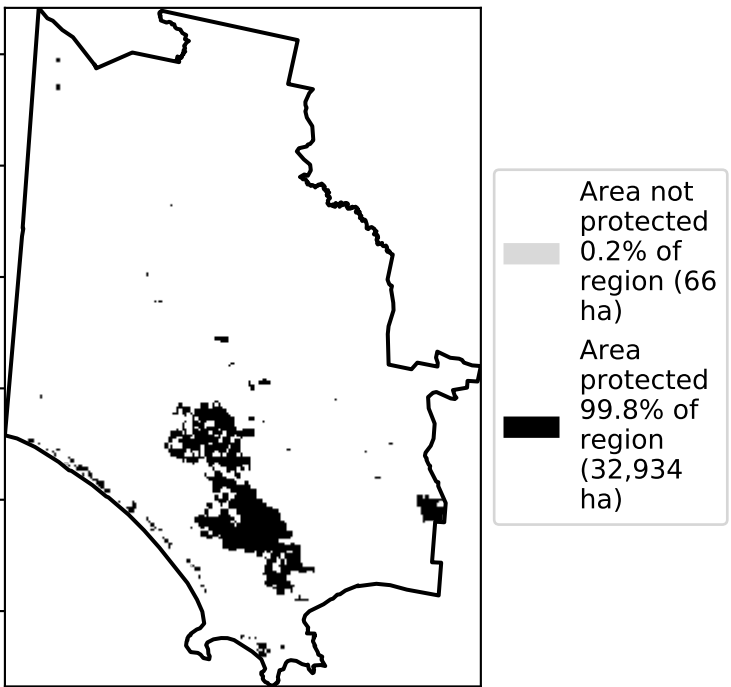 Area not
protected
0.2% of
region (66
ha)
Area
protected
99.8% of
region
(32,934
ha)